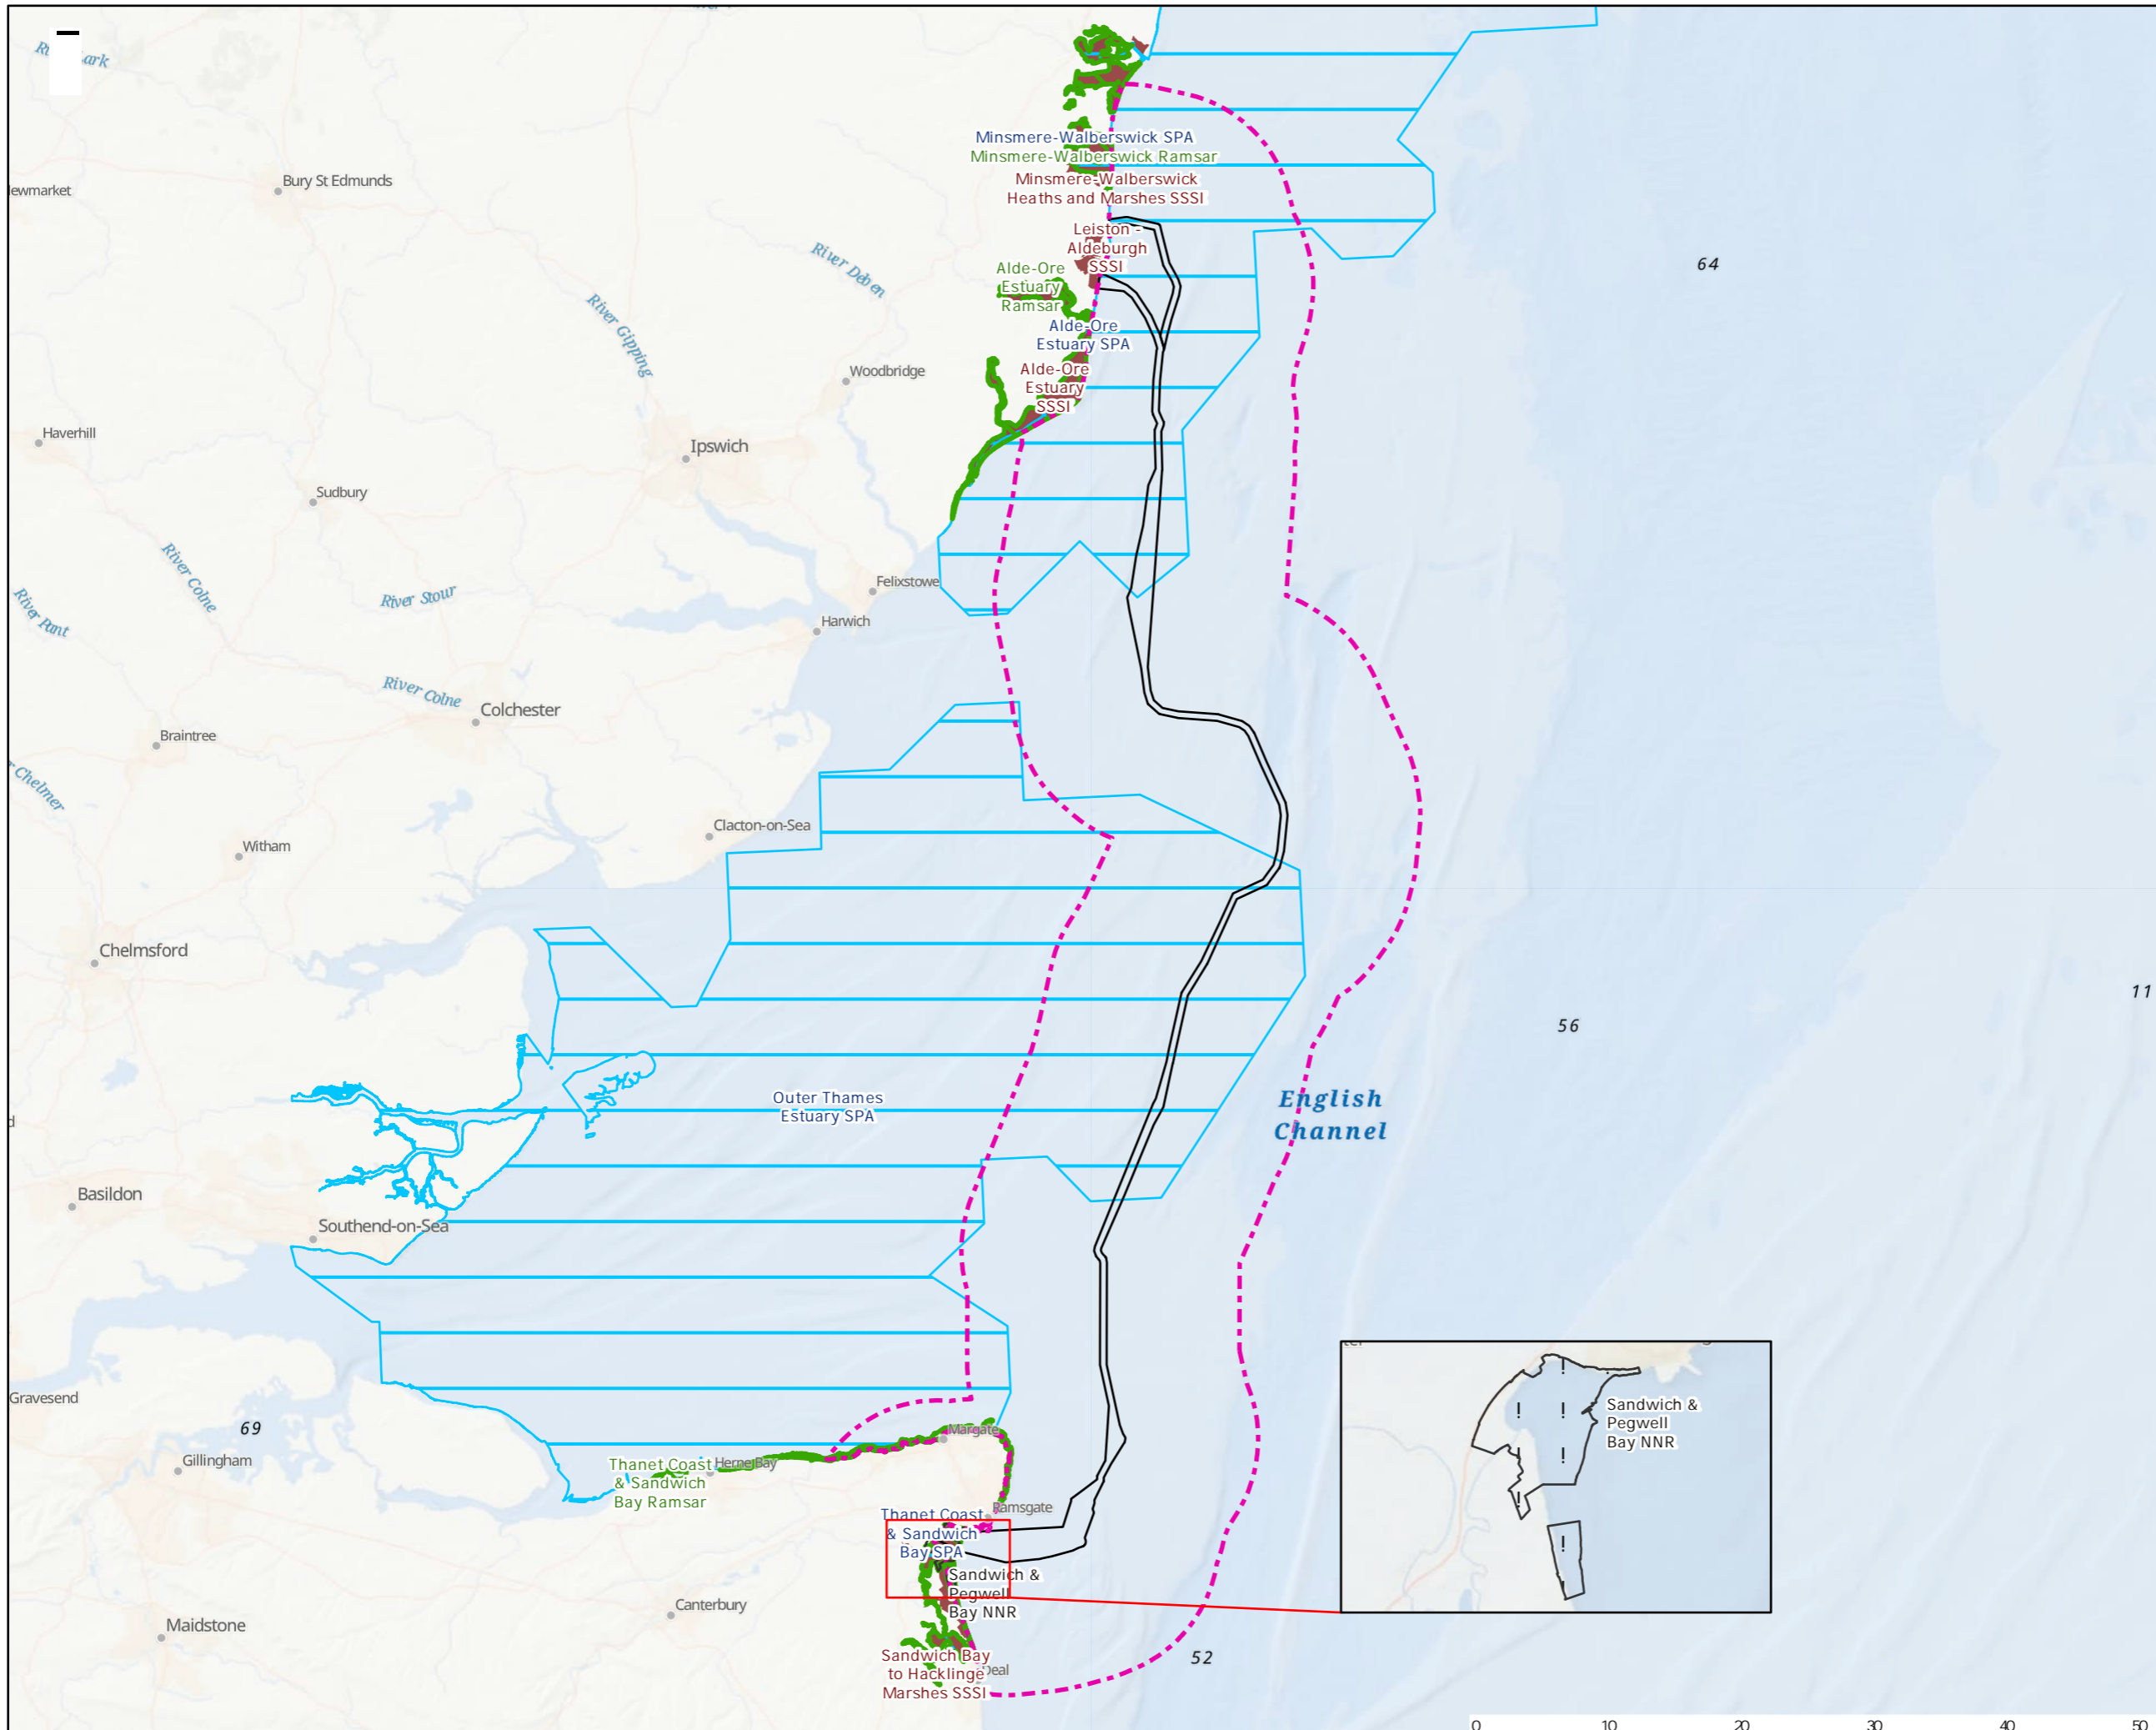 Minsmere-Walberswick SPA
Minsmere-Walberswick Ramsar
Bury St Edmunds
Minsmere-Walberswick
Heaths and Marshes SSSI
Leiston -
Aldeburgh
SSSI
River Deben
64
Alde-Ore
Estuary
Ramsar
River Gipping
Alde-Ore
Estuary SPA
Woodbridge
Alde-Ore
Estuary
SSSI
Haverhill
Ipswich
Sudbury
River Colne
River Stour
Felixstowe
River Pant
Harwich
River Colne
Colchester
Braintree
r Chelmer
Clacton-on-Sea
Witham
Chelmsford
11
56
Outer Thames
Estuary SPA
English
Channel
Basildon
Southend-on-Sea
Gravesend
69
Gillingham
Margate
Herne Bay
Thanet Coast
& Sandwich
Bay Ramsar
Sandwich &
Pegwell
Bay NNR
Ramsgate
Thanet Coast
& Sandwich
Bay SPA
Sandwich &
Pegwell
Bay NNR
Canterbury
Maidstone
Sandwich Bay
to Hacklinge
Marshes SSSI
Deal
52
0 10 20 30 40 50